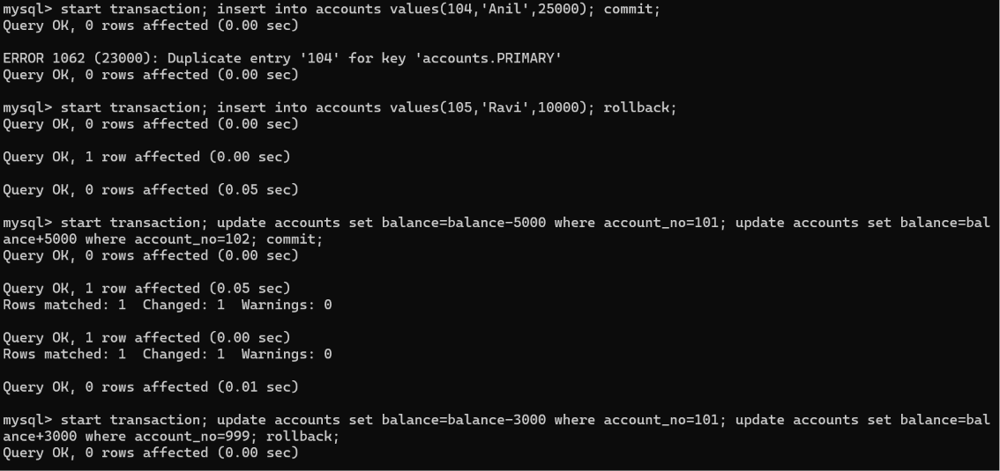 mysql> start transaction; insert into accounts values(104,'Anil',25000); commit;
Query OK, 0 rows affected (0.00 sec)
ERROR 1062 (23000): Duplicate entry '104' for key 'accounts.PRIMARY'
Query OK, 0 rows affected (0.00 sec)
mysql> start transaction; insert into accounts values(105,'Ravi',10000); rollback;
Query OK, 0 rows affected (0.00 sec)
Query OK, 1 row affected (0.00 sec)
Query OK, 0 rows affected (0.05 sec)
mysql> start transaction; update accounts set balance=balance-5000 where account_no=101; update accounts set balance=bal
ance+5000 where account_no=102; commit;
Query OK, 0 rows affected (0.00 sec)
Query OK, 1 row affected (0.05 sec)
Rows matched: 1  Changed: 1  Warnings: 0
Query OK, 1 row affected (0.00 sec)
Rows matched: 1  Changed: 1  Warnings: 0
Query OK, 0 rows affected (0.01 sec)
mysql> start transaction; update accounts set balance=balance-3000 where account_no=101; update accounts set balance=bal
ance+3000 where account_no=999; rollback;
Query OK, 0 rows affected (0.00 sec)